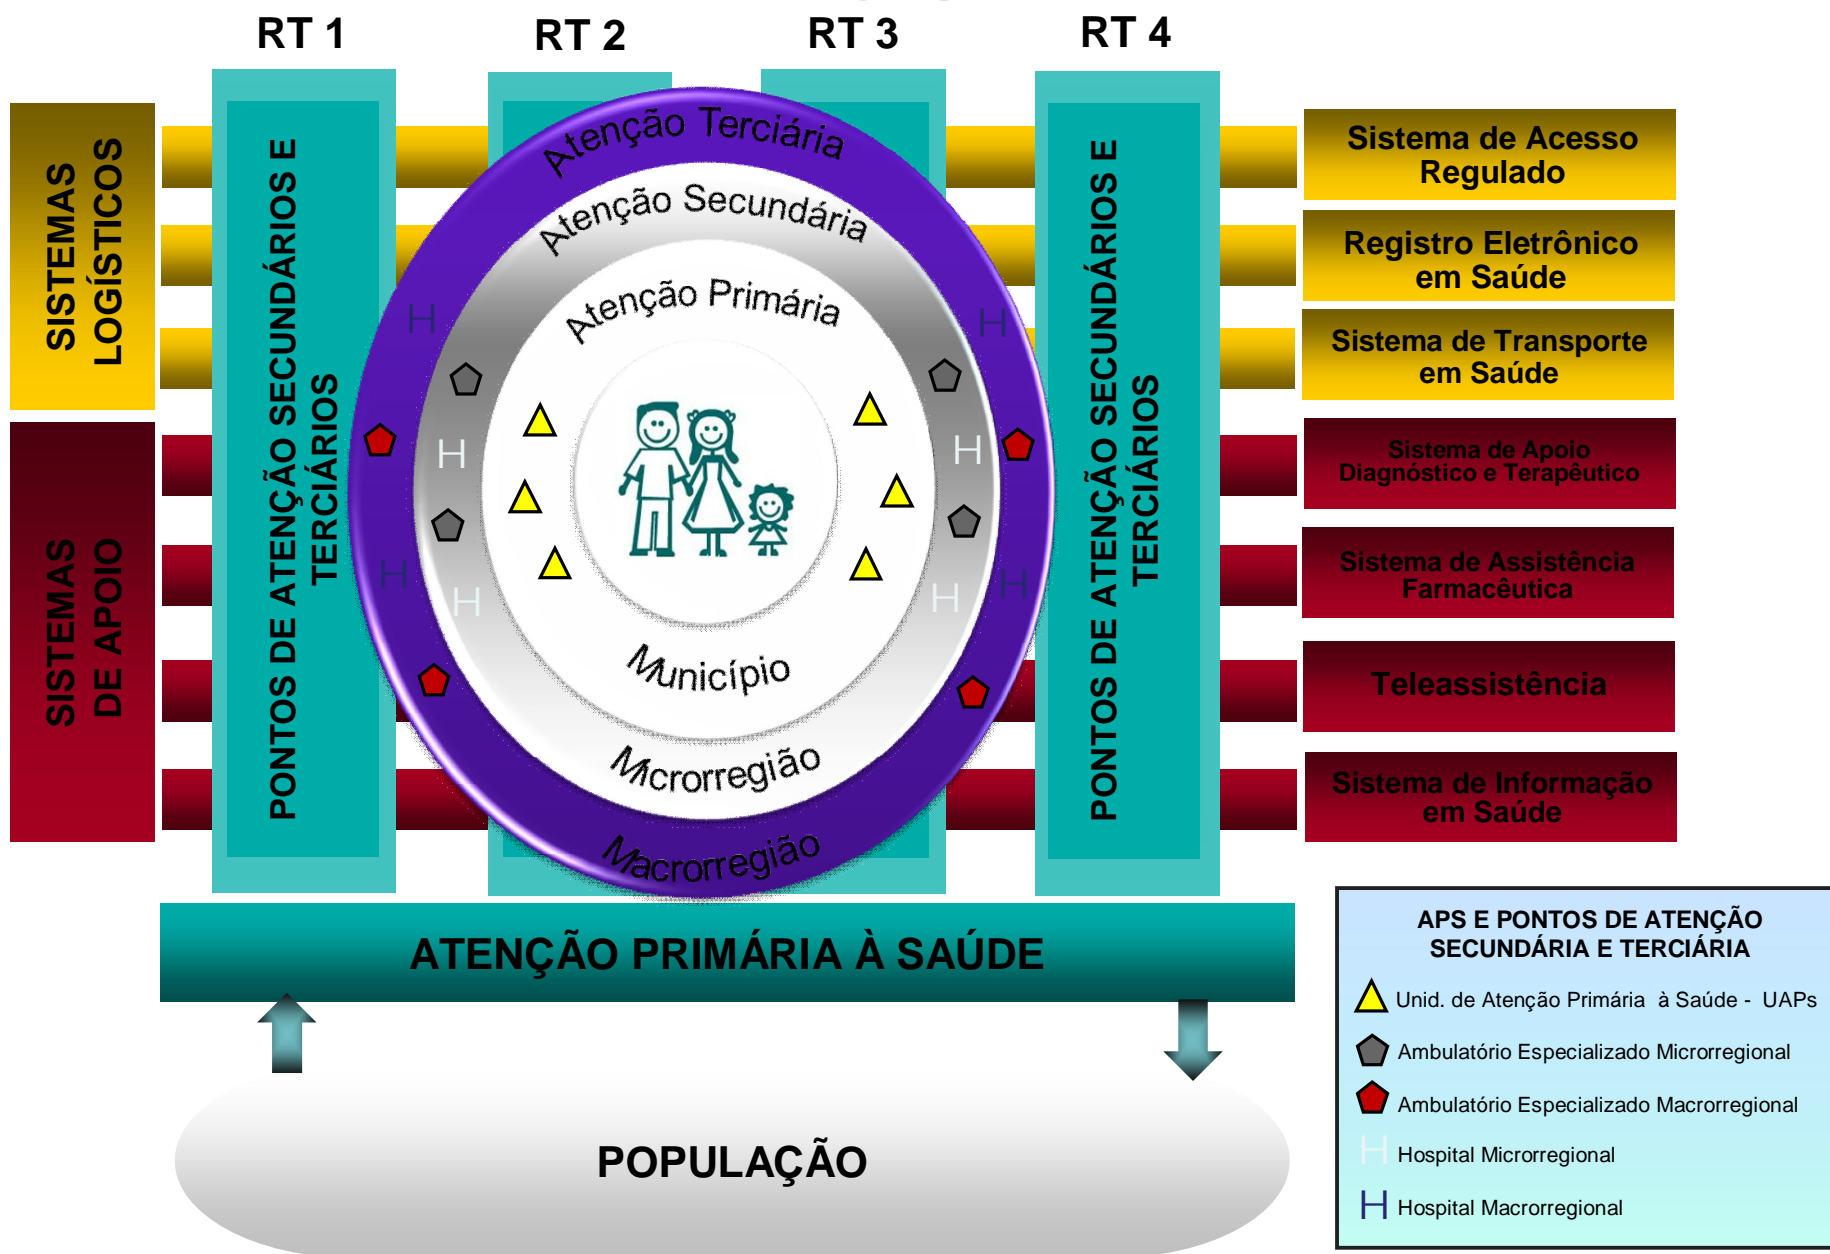 RT 1
RT 2
RT 3
RT 4
SISTEMAS
LOGÍSTICOS
SISTEMAS
DE APOIO
PONTOS DE ATENÇÃO SECUNDÁRIOS E
TERCIÁRIOS
Atenção Terciária
Atenção Secundária
Atenção Primária
H
H
H
H
H
H
H
H
Município
Microrregião
Macrorregião
PONTOS DE ATENÇÃO SECUNDÁRIOS E
TERCIÁRIOS
Sistema de Acesso
Regulado
Registro Eletrônico
em Saúde
Sistema de Transporte
em Saúde
Sistema de Apoio
Diagnóstico e Terapêutico
Sistema de Assistência
Farmacêutica
Teleassistência
Sistema de Informação
em Saúde
ATENÇÃO PRIMÁRIA À SAÚDE
POPULAÇÃO
APS E PONTOS DE ATENÇÃO
SECUNDÁRIA E TERCIÁRIA
Unid. de Atenção Primária à Saúde - UAPs
Ambulatório Especializado Microrregional
Ambulatório Especializado Macrorregional
H Hospital Microrregional
H Hospital Macrorregional